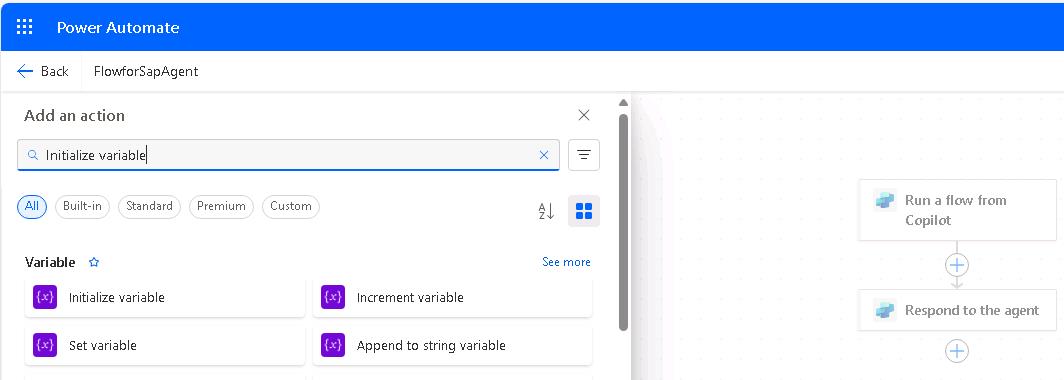 Power Automate
Back FlowforSapAgent
Add an action
Initialize variable
All Built-in Standard Premium Custom
Variable See more
{x} Initialize variable {x} Increment variable
{x} Set variable {x} Append to string variable
Run a flow from
Copilot
Respond to the agent